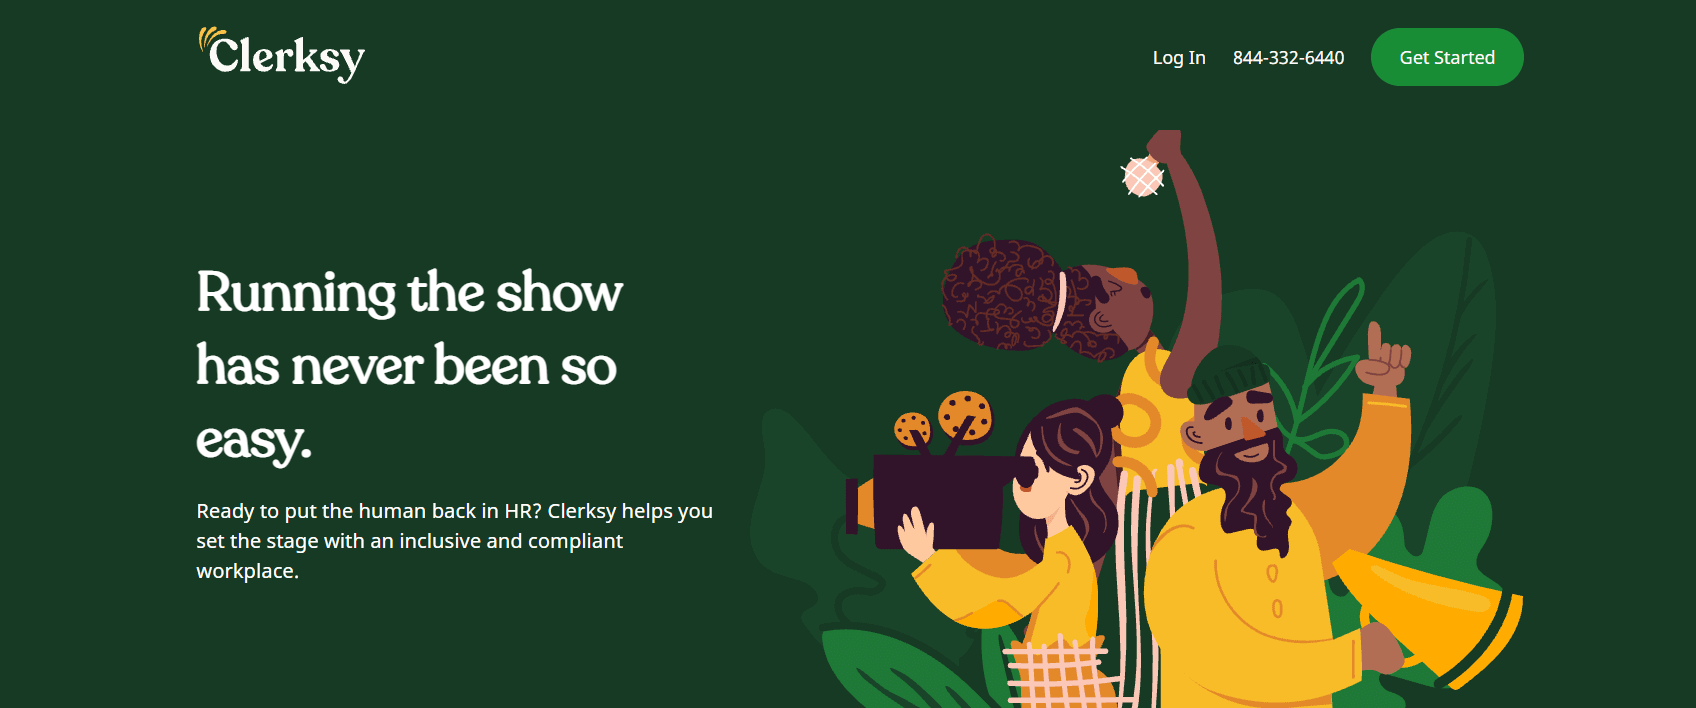 Clerksy
Log In
844-332-6440
Get Started
Running the show
has never been so
easy.
Ready to put the human back in HR? Clerksy helps you
set the stage with an inclusive and compliant
workplace.